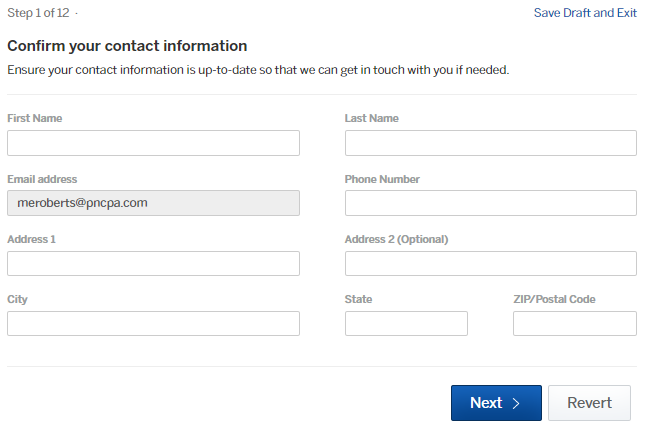 Step 1 of 12 ·
Save Draft and Exit
Confirm your contact information
Ensure your contact information is up-to-date so that we can get in touch with you if needed.
First Name
Last Name
Email address
Phone Number
meroberts@pncpa.com
Address 1
Address 2 (Optional)
City
State
ZIP/Postal Code
Next >
Revert